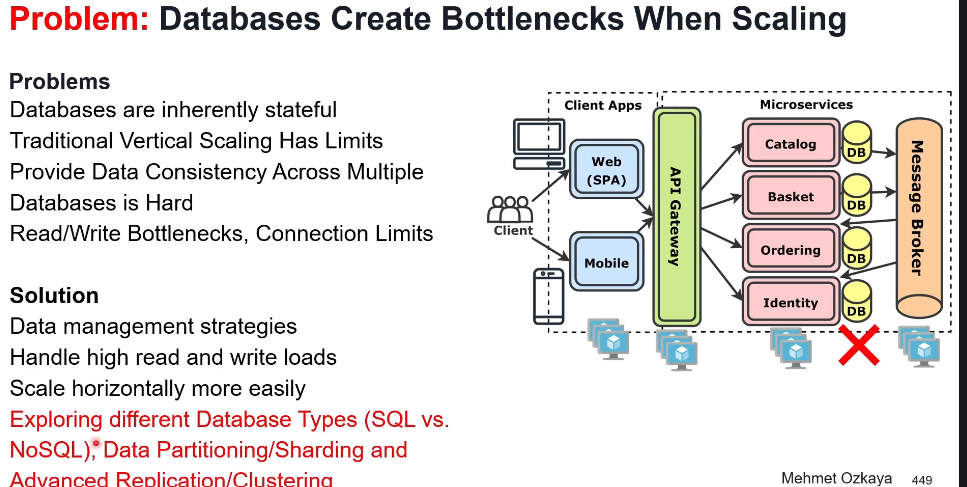 Problem: Databases Create Bottlenecks When Scaling
Problems
Databases are inherently stateful
Traditional Vertical Scaling Has Limits
Provide Data Consistency Across Multiple
Databases is Hard
Read/Write Bottlenecks, Connection Limits
Solution
Data management strategies
Handle high read and write loads
Scale horizontally more easily
Exploring different Database Types (SQL vs.
NoSQL), Data Partitioning/Sharding and
Advanced Replication/Clustering
Client Apps
Microservices
Web
(SPA)
Client
Mobile
API Gateway
Catalog
DB
Basket
DB
Ordering
DB
Identity
DB
Message Broker
Mehmet Ozkaya
449